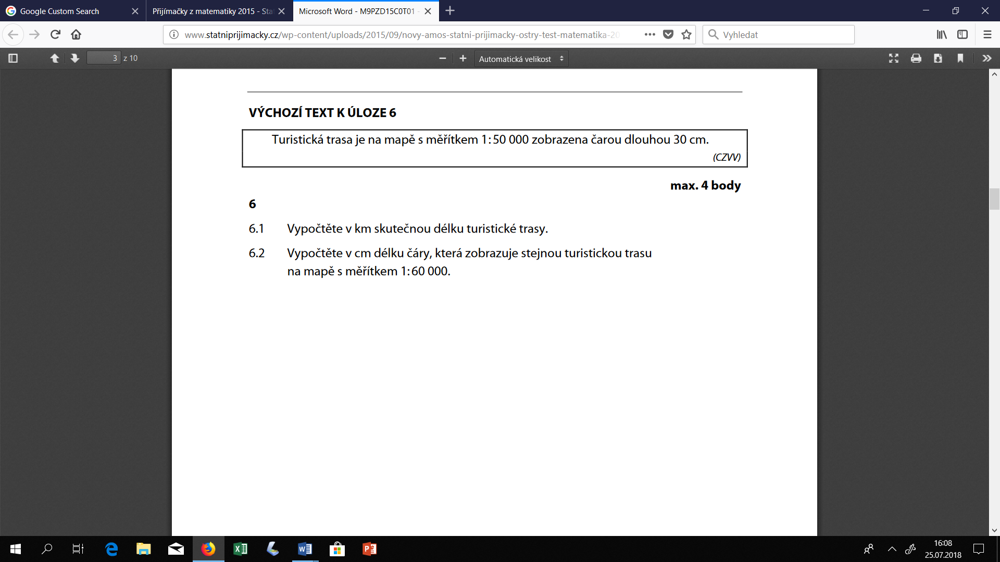 Google Custom Search
Přijímačky z matematiky 2015 - Sta
Microsoft Word - M9PZD15C0T01 -
www.statniprijimacky.cz/wp-content/uploads/2015/09/novy-amos-statni-prijimacky-ostry-test-matematika-20
Vyhledat
3 z 10
Automatická velikost
VÝCHOZÍ TEXT K ÚLOZE 6
Turistická trasa je na mapě s měřítkem 1:50 000 zobrazena čarou dlouhou 30 cm.
(CZVV)
max. 4 body
6
6.1 Vypočtěte v km skutečnou délku turistické trasy.
6.2 Vypočtěte v cm délku čáry, která zobrazuje stejnou turistickou trasu
na mapě s měřítkem 1:60 000.
16:08
25.07.2018